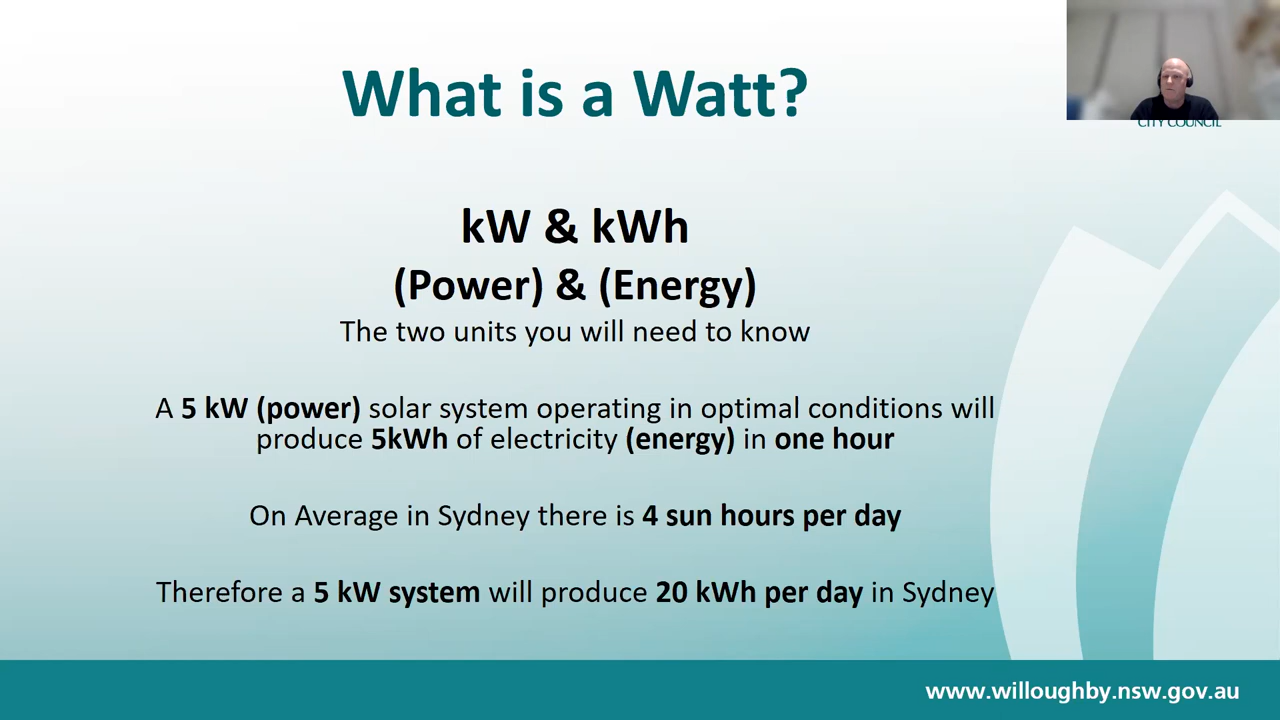 What is a Watt?
CITY COUNCIL
kW & kWh
(Power) & (Energy)
The two units you will need to know
A 5 kW (power) solar system operating in optimal conditions will
produce 5kWh of electricity (energy) in one hour
On Average in Sydney there is 4 sun hours per day
Therefore a 5 kW system will produce 20 kWh per day in Sydney
www.willoughby.nsw.gov.au